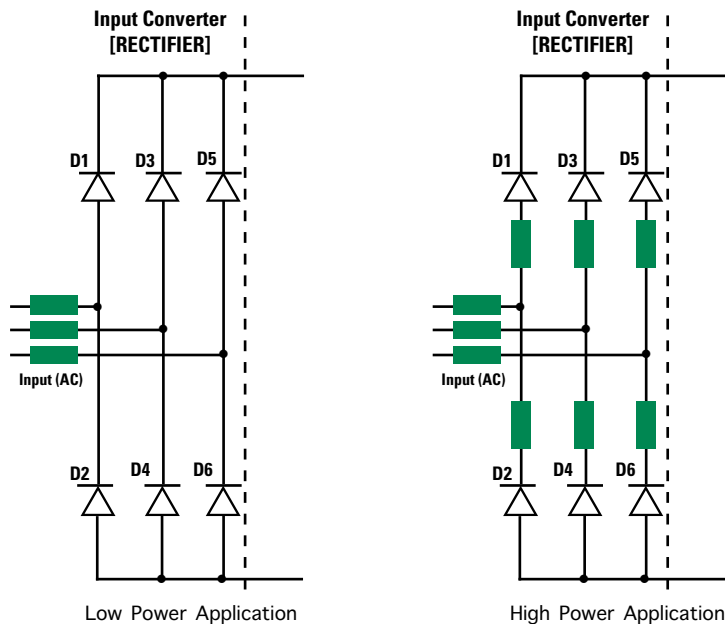 Input Converter
[RECTIFIER]
D1
D3
D5
Input (AC)
D2
D4
D6
Low Power Application
Input Converter
[RECTIFIER]
D1
D3
D5
Input (AC)
D2
D4
D6
High Power Application